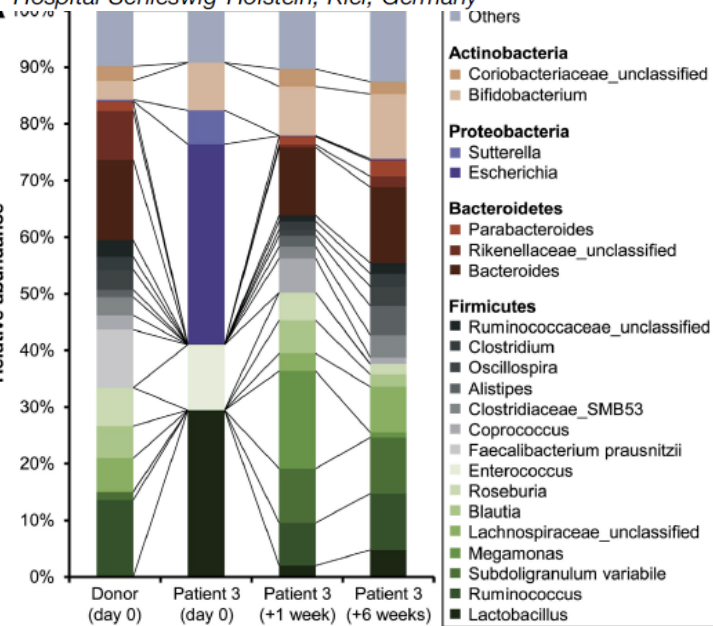 Hospital Schleswig-Holstein, Kiel, Germany
100%
90%
80%
70%
60%
50%
40%
30%
20%
10%
0%
Donor
(day 0)
Patient 3
(day 0)
Patient 3
(+1 week)
Patient 3
(+6 weeks)
Others
Actinobacteria
Coriobacteriaceae_unclassified
Bifidobacterium
Proteobacteria
Sutterella
Escherichia
Bacteroidetes
Parabacteroides
Rikenellaceae_unclassified
Bacteroides
Firmicutes
Ruminococcaceae_unclassified
Clostridium
Oscillospira
Alistipes
Clostridiaceae_SMB53
Coprococcus
Faecalibacterium prausnitzii
Enterococcus
Roseburia
Blautia
Lachnospiraceae_unclassified
Megamonas
Subdoligranulum variabile
Ruminococcus
Lactobacillus